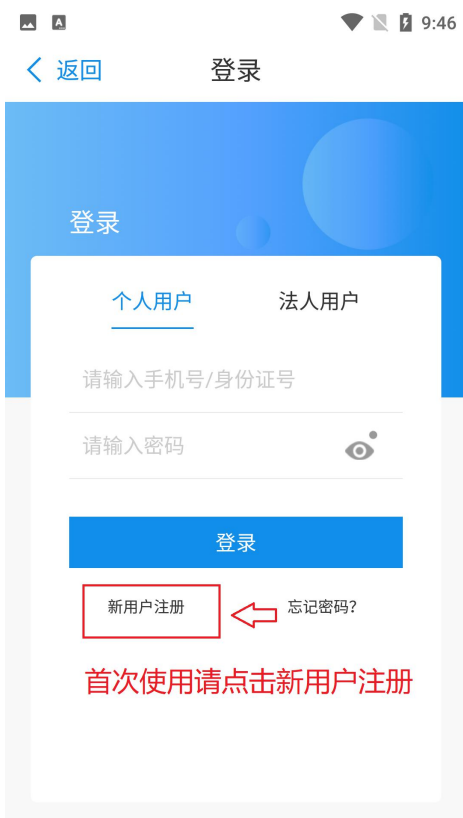 9:46
返回
登录
登录
个人用户
法人用户
请输入手机号/身份证号
请输入密码
登录
新用户注册
忘记密码?
首次使用请点击新用户注册